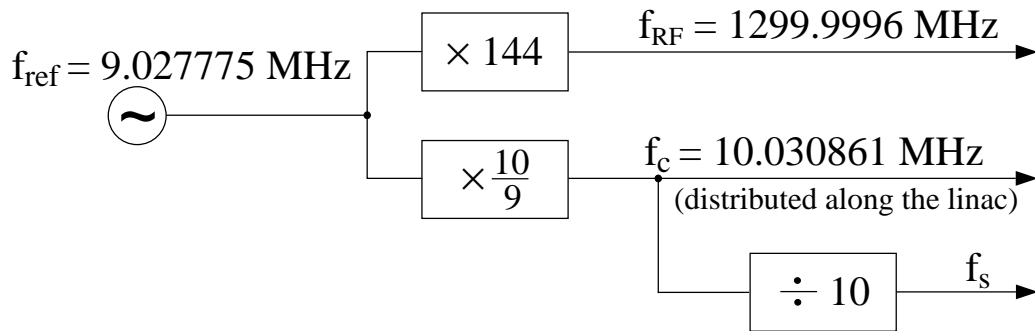 × 144
f_RF = 1299.9996 MHz
f_ref = 9.027775 MHz
~
× 10/9
f_c = 10.030861 MHz
(distributed along the linac)
÷ 10
f_s